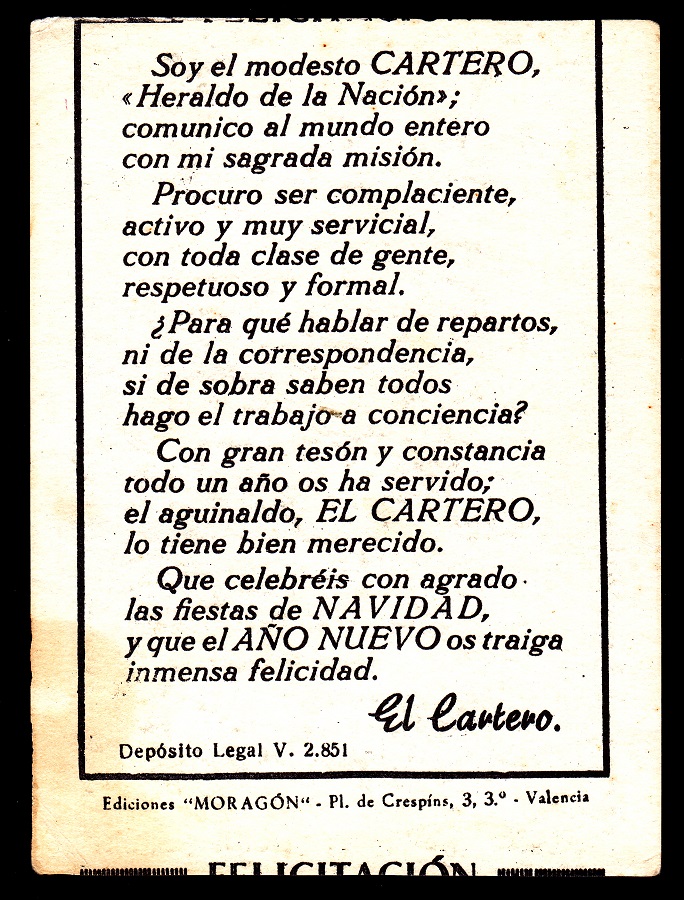 FELICITACIÓN
Soy el modesto CARTERO,
«Heraldo de la Nación»;
comunico al mundo entero
con mi sagrada misión.
Procuro ser complaciente,
activo y muy servicial,
con toda clase de gente,
respetuoso y formal.
¿Para qué hablar de repartos,
ni de la correspondencia,
si de sobra saben todos
hago el trabajo a conciencia?
Con gran tesón y constancia
todo un año os ha servido;
el aguinaldo, EL CARTERO,
lo tiene bien merecido.
Que celebréis con agrado
las fiestas de NAVIDAD,
y que el AÑO NUEVO os traiga
inmensa felicidad.
El Cartero.
Depósito Legal V. 2.851
Ediciones “MORAGÓN“ - Pl. de Crespíns, 3, 3.º - Valencia
FELICITACIÓN